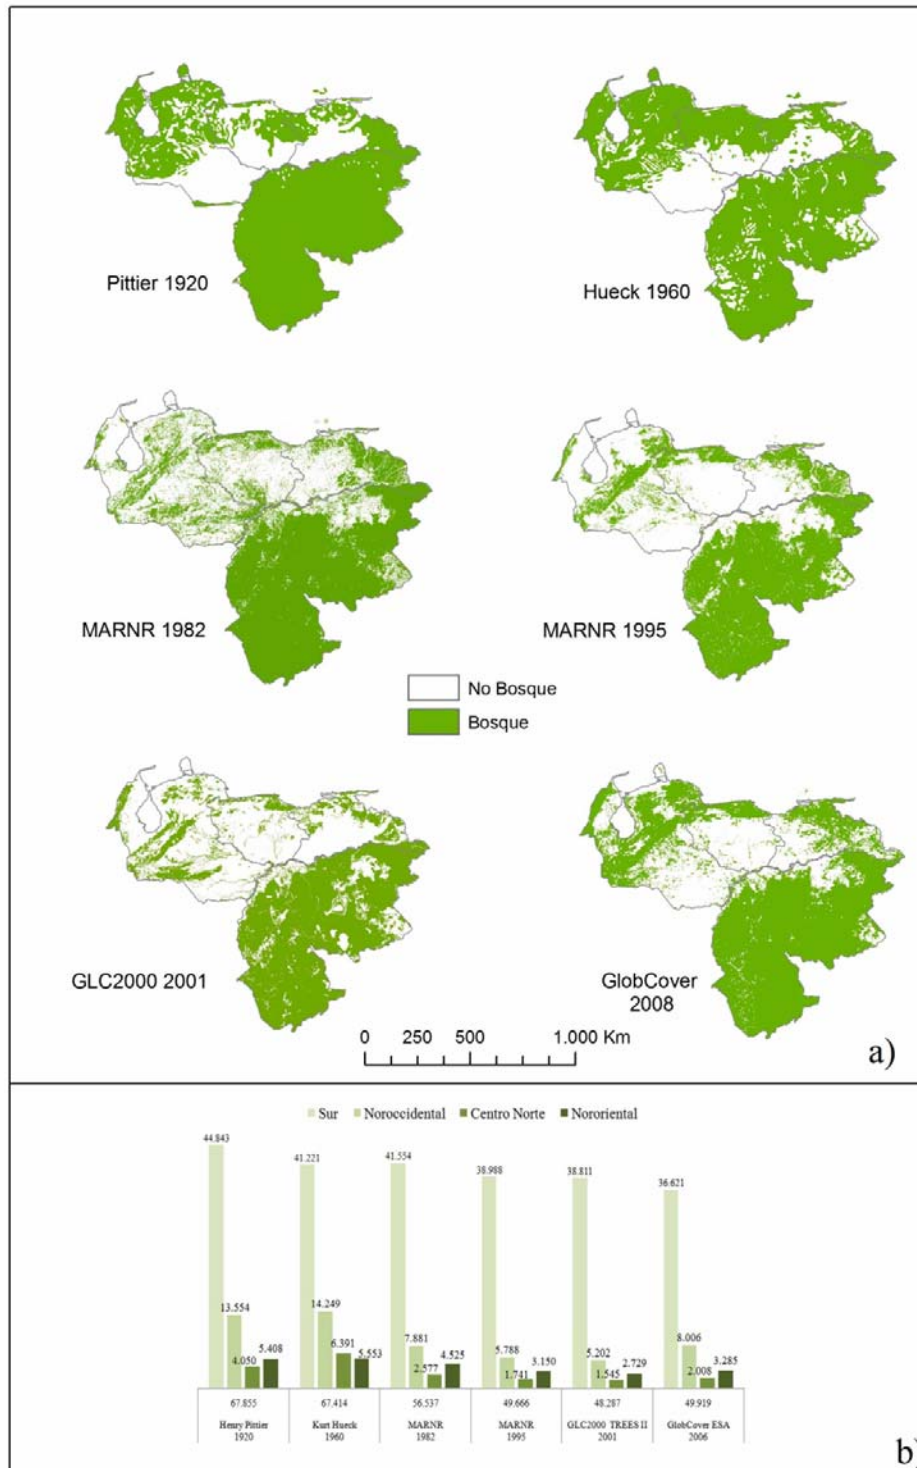 Pittier 1920
Hueck 1960
MARNR 1982
MARNR 1995
No Bosque
Bosque
GLC2000 2001
GlobCover
2008
0 250 500 1.000 Km
a)
Sur Noroccidental Centro Norte Nororiental
44.843
13.554
4.050
5.408
41.221
14.249
6.391
5.553
41.554
7.881
2.577
4.525
38.988
5.788
1.741
3.150
38.811
5.202
1.545
2.729
36.621
8.006
2.008
3.285
67.855 67.414 56.537 49.666 48.287 49.919
Henry Pittier Kurt Hueck MARNR MARNR GLC2000 TREES II GlobCover ESA
1920 1960 1982 1995 2001 2006
b)